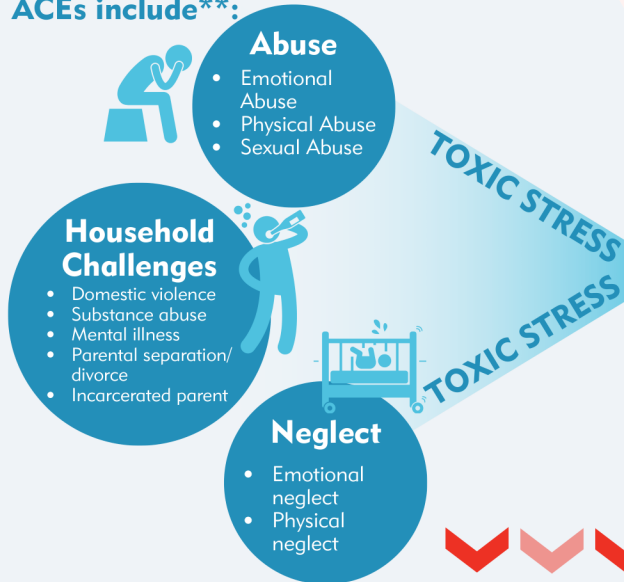 ACEs include**:
Abuse
• Emotional
Abuse
• Physical Abuse
• Sexual Abuse
TOXIC STRESS
Household
Challenges
• Domestic violence
• Substance abuse
• Mental illness
• Parental separation/
divorce
• Incarcerated parent
TOXIC STRESS
Neglect
• Emotional
neglect
• Physical
neglect